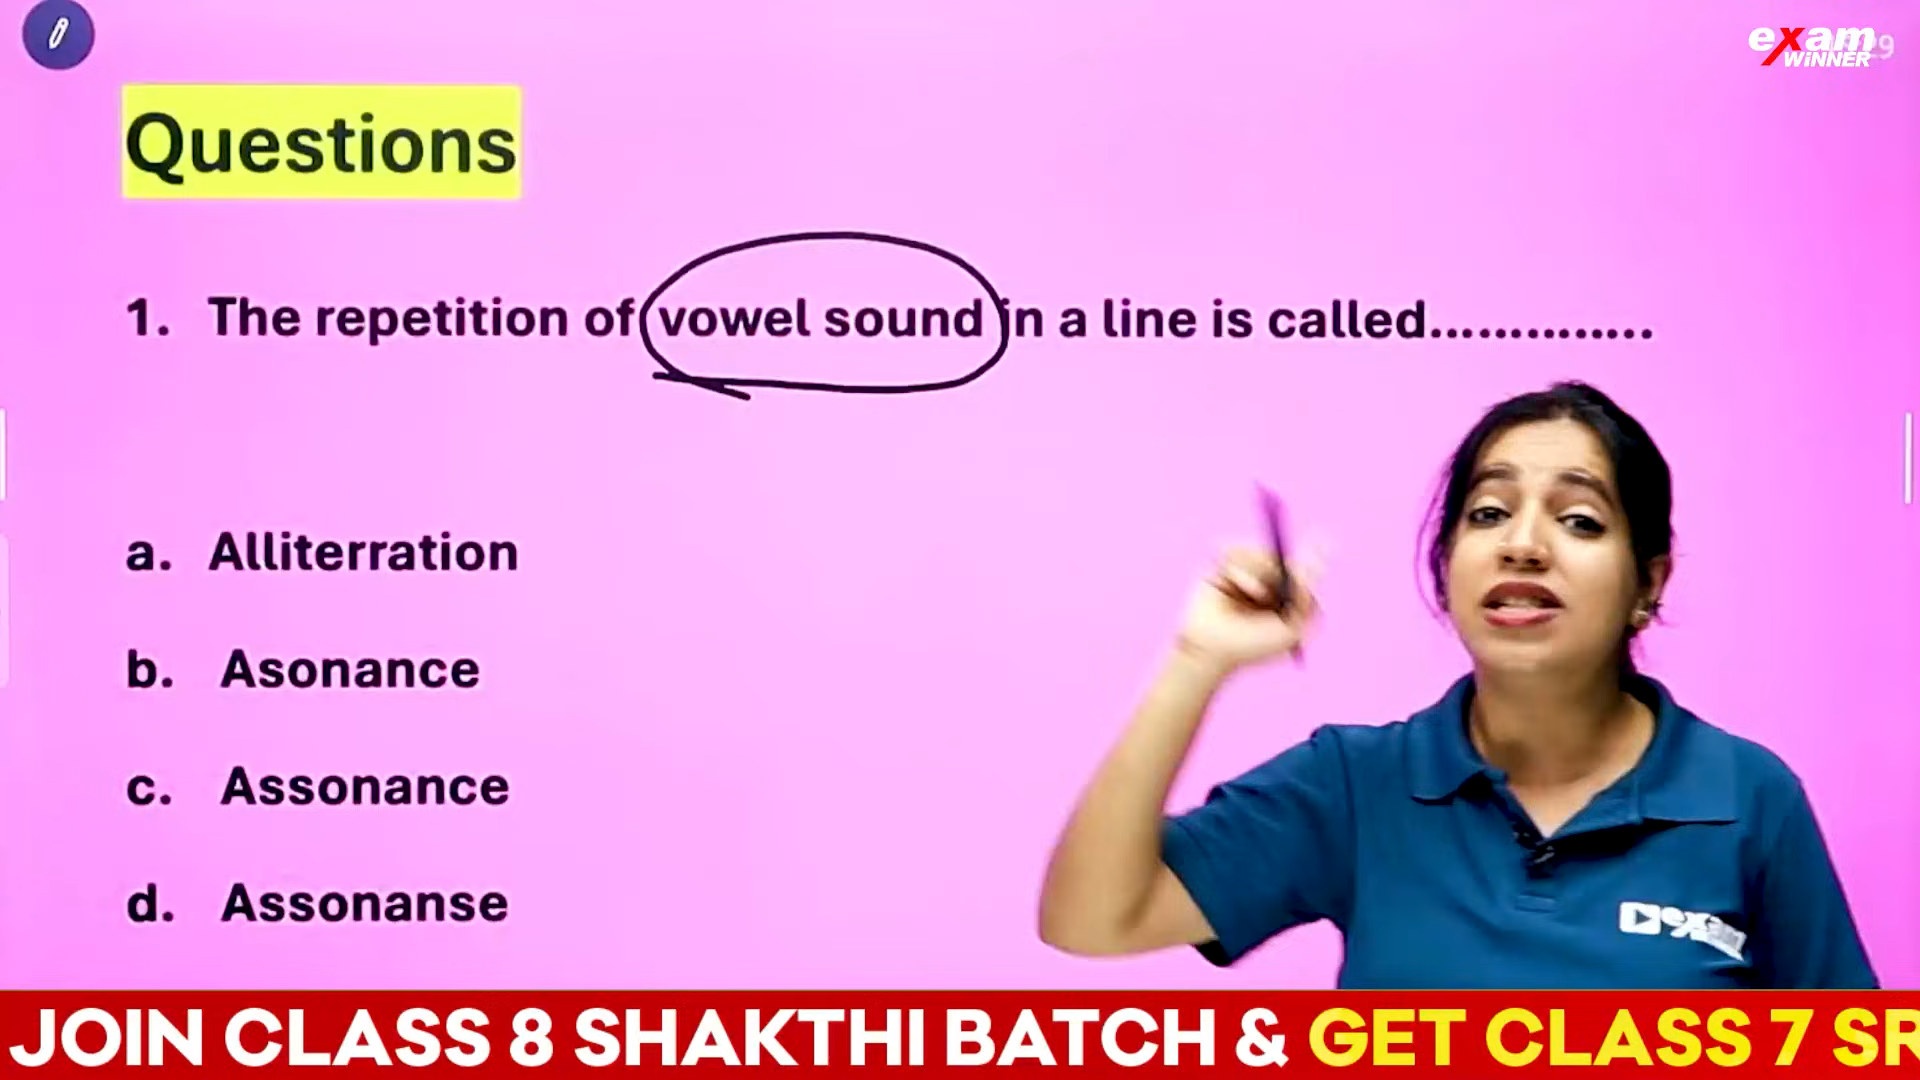 exam
WiNNER
Questions
1. The repetition of vowel sound in a line is called..............
a. Alliterration
b. Asonance
c. Assonance
d. Assonanse
exam
JOIN CLASS 8 SHAKTHI BATCH & GET CLASS 7 SR